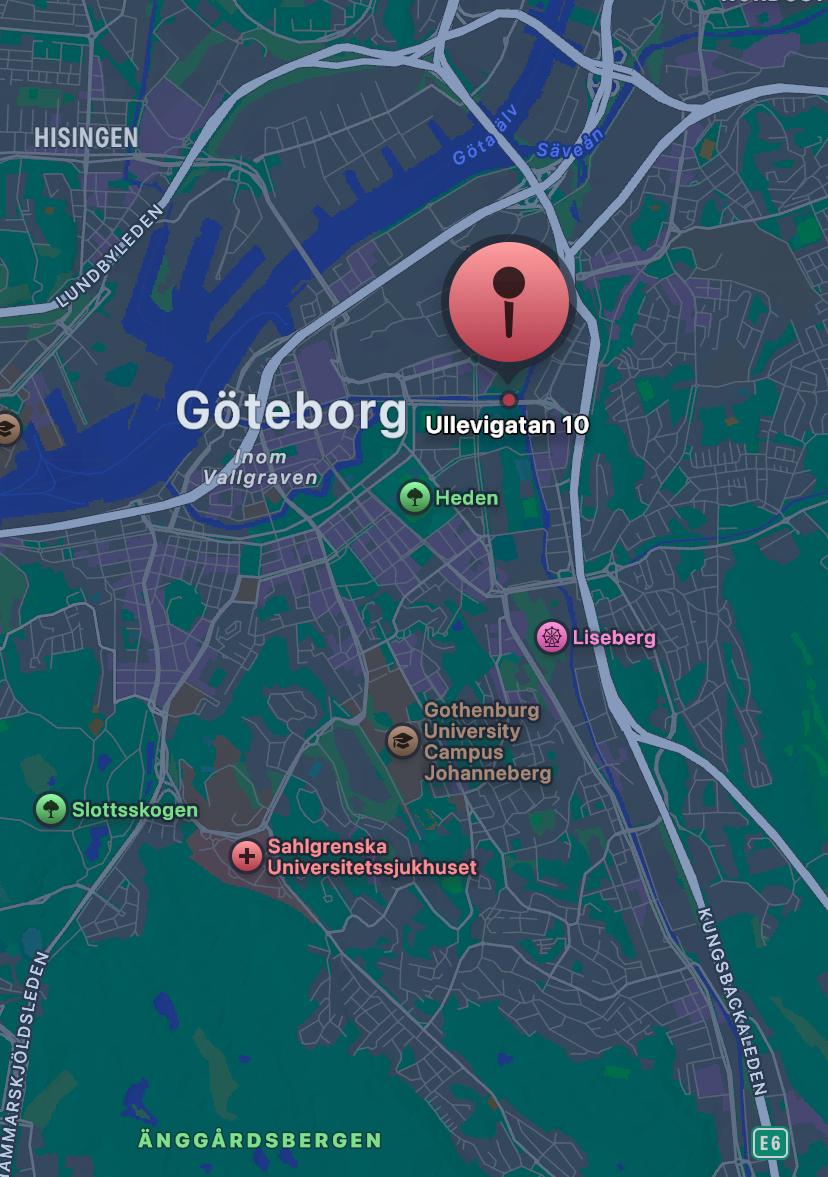 HISINGEN
Göta älv
Säveån
LUNDBYLEDEN
Göteborg
Ullevigatan 10
Inom
Vallgraven
Heden
Liseberg
Gothenburg
University
Campus
Johanneberg
Slottsskogen
Sahlgrenska
Universitetssjukhuset
KUNGSBACKALEDEN
AMMARSKJÖLDSLEDEN
ÄNGGÅRDSBERGEN
E6